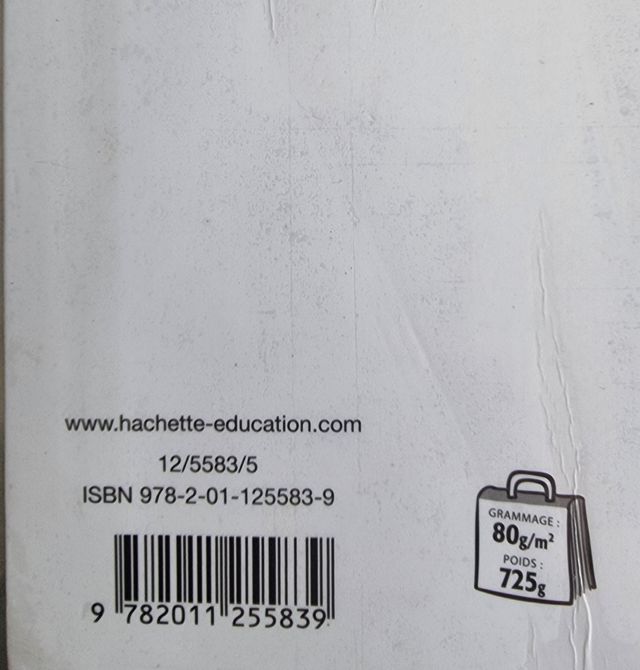 www.hachette-education.com
12/5583/5
ISBN 978-2-01-125583-9
9 782011 255839
GRAMMAGE :
80g/m²
POIDS :
725g